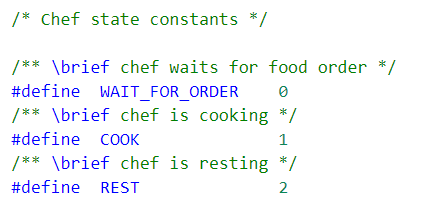 /* Chef state constants */
/** \brief chef waits for food order */
#define  WAIT_FOR_ORDER    0
/** \brief chef is cooking */
#define  COOK              1
/** \brief chef is resting */
#define  REST              2